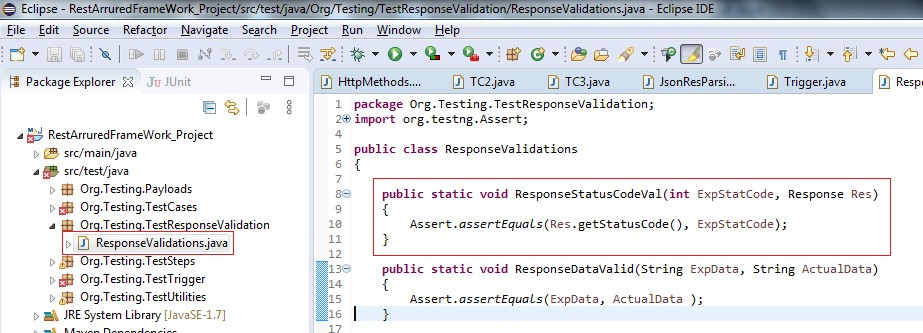 Eclipse - RestArruredFrameWork_Project/src/test/java/Org/Testing/TestResponseValidation/ResponseValidations.java - Eclipse IDE
File Edit Source Refactor Navigate Search Project Run Window Help
Package Explorer JUnit
RestArruredFrameWork_Project
src/main/java
src/test/java
Org.Testing.Payloads
Org.Testing.TestCases
Org.Testing.TestResponseValidation
ResponseValidations.java
Org.Testing.TestSteps
Org.Testing.TestTrigger
Org.Testing.TestUtilities
JRE System Library [JavaSE-1.7]
Maven Dependencies
HttpMethods.... TC2.java TC3.java JsonResParsi... Trigger.java Respo
1 package Org.Testing.TestResponseValidation;
2 import org.testng.Assert;
5 public class ResponseValidations
6 {
7
8 public static void ResponseStatusCodeVal(int ExpStatCode, Response Res)
9 {
10 Assert.assertEquals(Res.getStatusCode(), ExpStatCode);
11 }
12
13 public static void ResponseDataValid(String ExpData, String ActualData)
14 {
15 Assert.assertEquals(ExpData, ActualData );
16 }
17